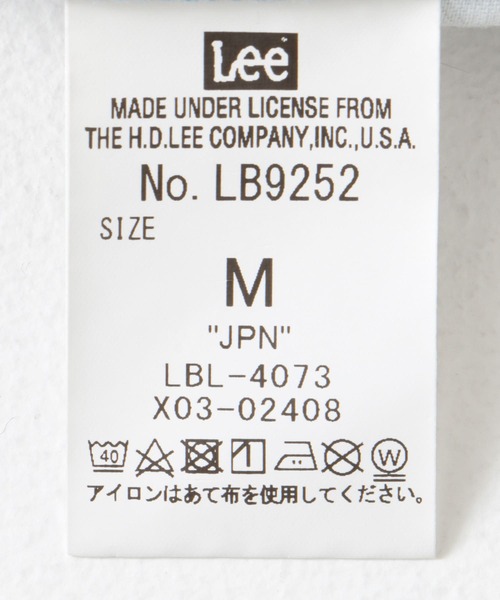 Lee
MADE UNDER LICENSE FROM
THE H.D.LEE COMPANY,INC.,U.S.A.
No. LB9252
SIZE
M
"JPN"
LBL-4073
X03-02408
40 W
アイロンはあて布を使用してください。